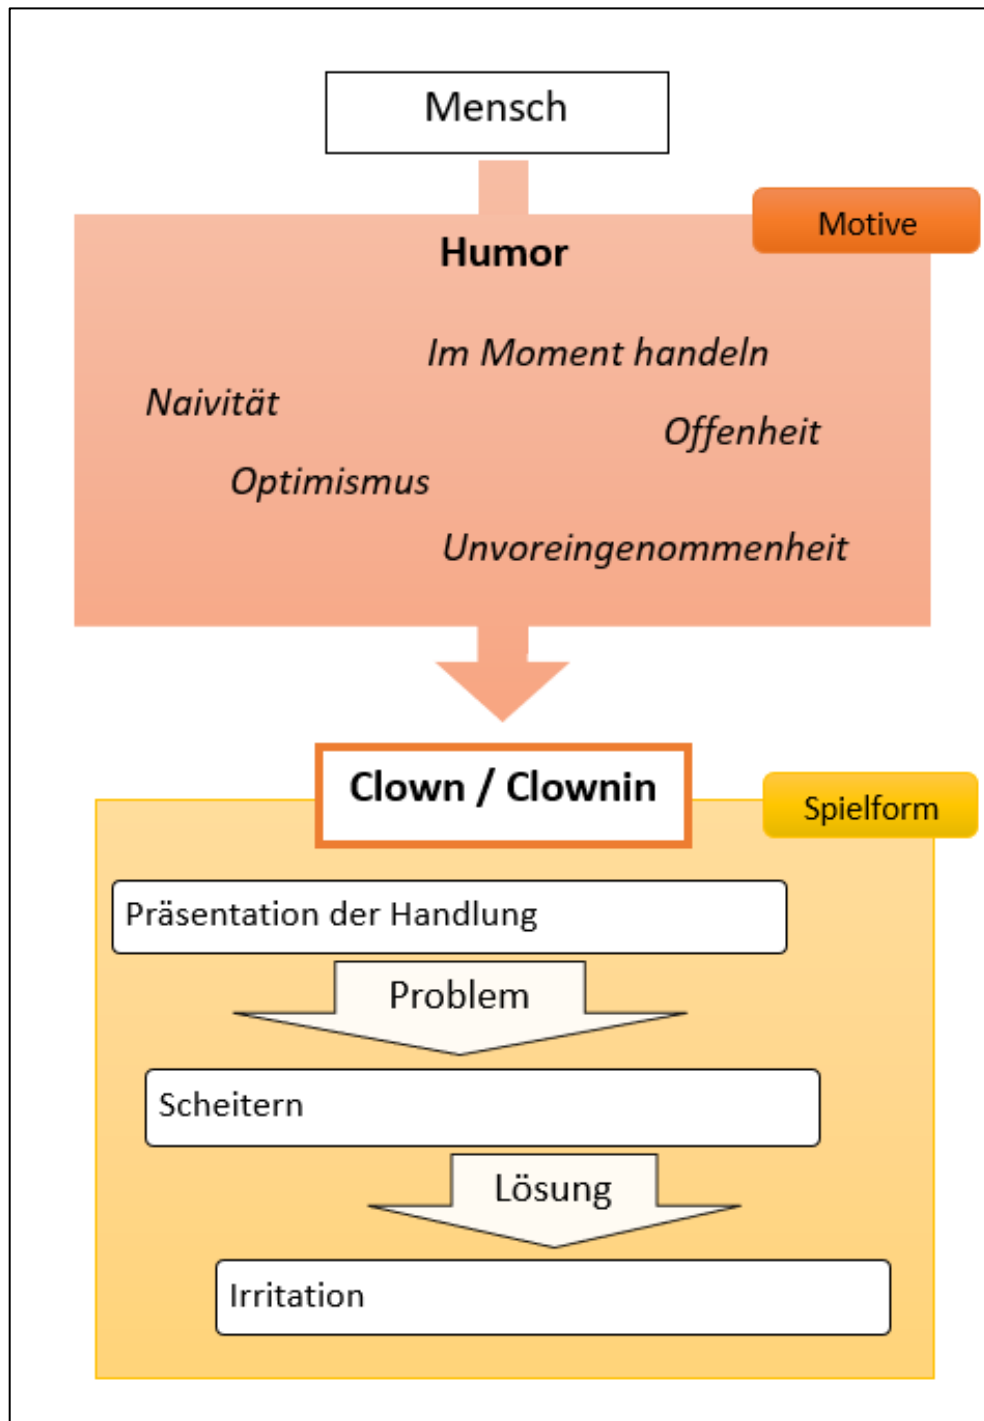 Mensch
Motive
Humor
Im Moment handeln
Naivität
Offenheit
Optimismus
Unvoreingenommenheit
Clown / Clownin
Spielform
Präsentation der Handlung
Problem
Scheitern
Lösung
Irritation